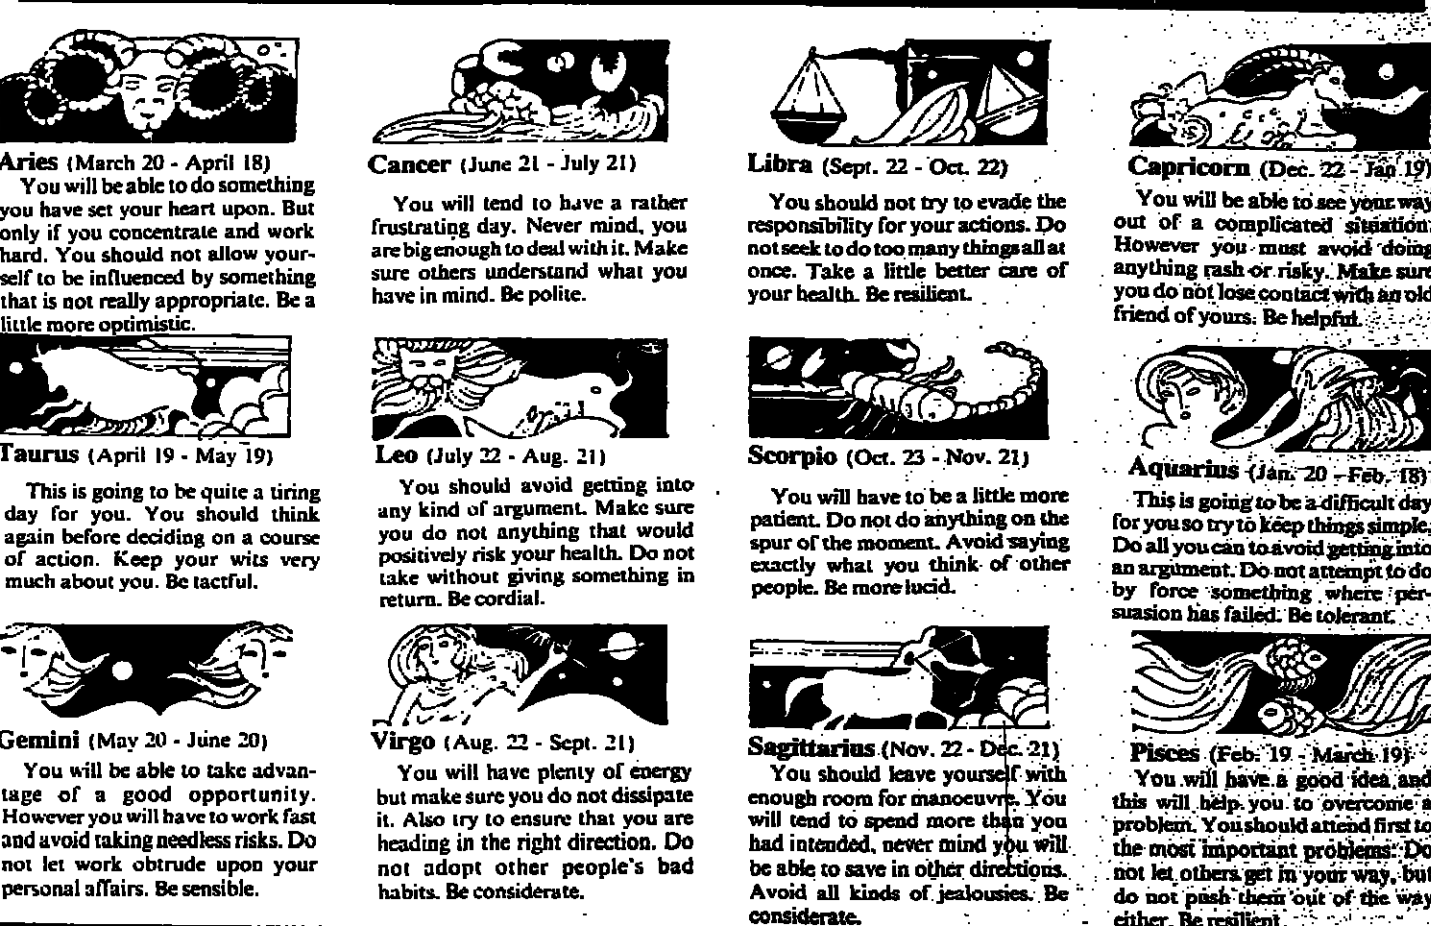 Aries (March 20 - April 18)
You will be able to do something
you have set your heart upon. But
only if you concentrate and work
hard. You should not allow your-
self to be influenced by something
that is not really appropriate. Be a
little more optimistic.
Taurus (April 19 - May 19)
This is going to be quite a tiring
day for you. You should think
again before deciding on a course
of action. Keep your wits very
much about you. Be tactful.
Gemini (May 20 - June 20)
You will be able to take advan-
tage of a good opportunity.
However you will have to work fast
and avoid taking needless risks. Do
not let work obtrude upon your
personal affairs. Be sensible.
Cancer (June 21 - July 21)
You will tend to have a rather
frustrating day. Never mind, you
are big enough to deal with it. Make
sure others understand what you
have in mind. Be polite.
Leo (July 22 - Aug. 21)
You should avoid getting into
any kind of argument. Make sure
you do not anything that would
positively risk your health. Do not
take without giving something in
return. Be cordial.
Virgo (Aug. 22 - Sept. 21)
You will have plenty of energy
but make sure you do not dissipate
it. Also try to ensure that you are
heading in the right direction. Do
not adopt other people's bad
habits. Be considerate.
Libra (Sept. 22 - Oct. 22)
You should not try to evade the
responsibility for your actions. Do
not seek to do too many things all at
once. Take a little better care of
your health. Be resilient.
Scorpio (Oct. 23 - Nov. 21)
You will have to be a little more
patient. Do not do anything on the
spur of the moment. Avoid saying
exactly what you think of other
people. Be more lucid.
Sagittarius (Nov. 22 - Dec. 21)
You should leave yourself with
enough room for manoeuvre. You
will tend to spend more than you
had intended, never mind you will
be able to save in other directions.
Avoid all kinds of jealousies. Be
considerate.
Capricorn (Dec. 22 - Jan 19)
You will be able to see your way
out of a complicated situation.
However you must avoid doing
anything rash or risky. Make sure
you do not lose contact with an old
friend of yours. Be helpful.
Aquarius (Jan. 20 - Feb. 18)
This is going to be a difficult day
for you so try to keep things simple.
Do all you can to avoid getting into
an argument. Do not attempt to do
by force something where per-
suasion has failed. Be tolerant.
Pisces (Feb. 19 - March 19)
You will have a good idea and
this will help you to overcome a
problem. You should attend first to
the most important problems. Do
not let others get in your way, but
do not push them out of the way
either. Be resilient.